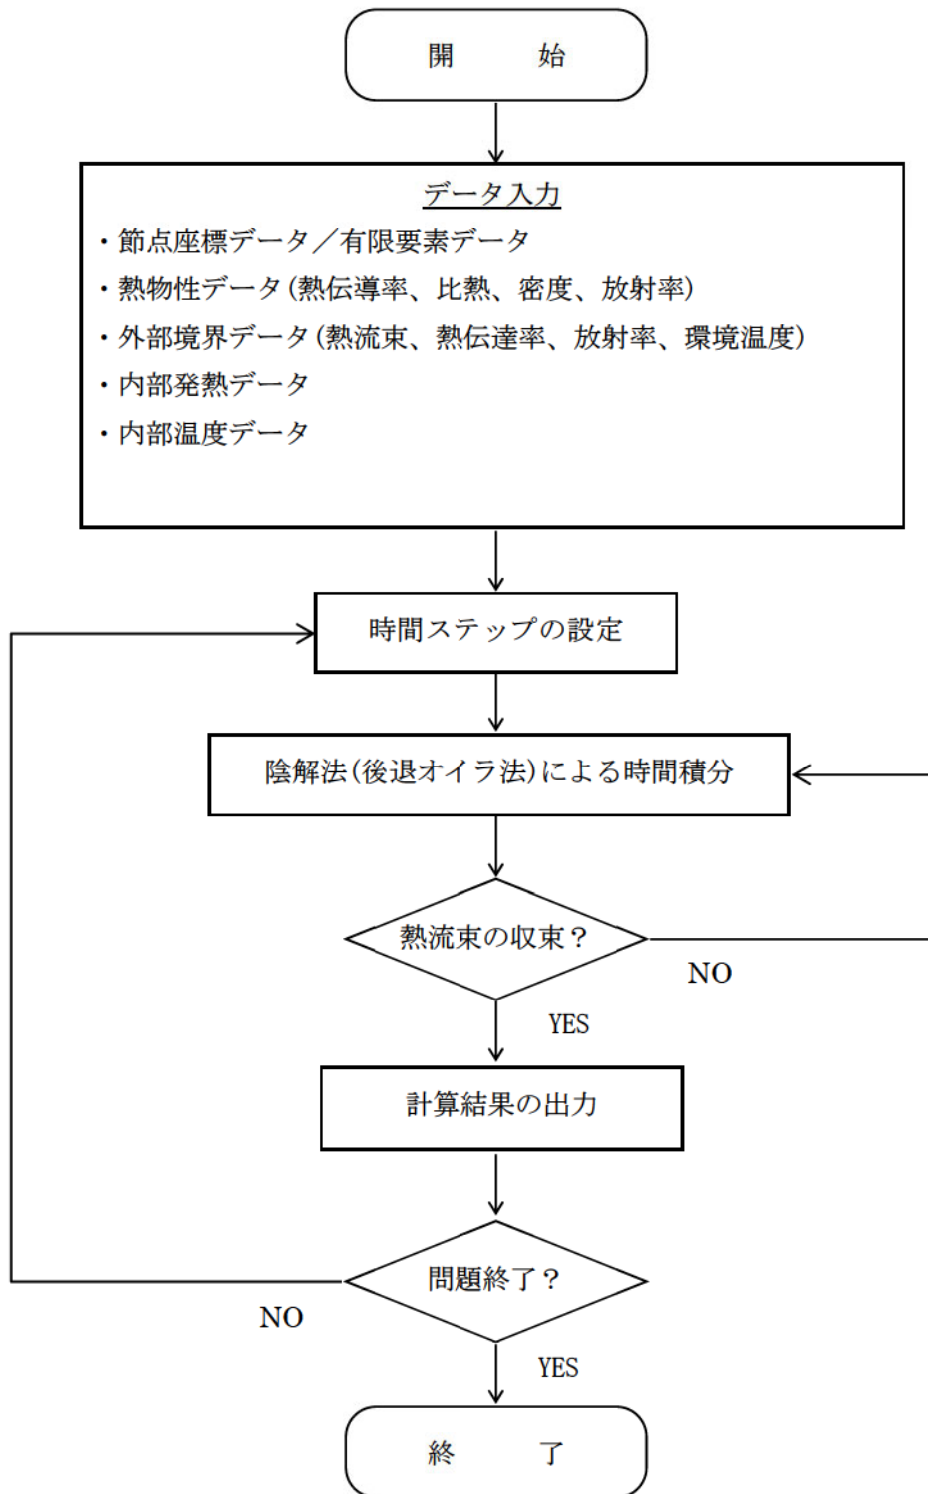 開　始
データ入力
・節点座標データ／有限要素データ
・熱物性データ(熱伝導率、比熱、密度、放射率)
・外部境界データ(熱流束、熱伝達率、放射率、環境温度)
・内部発熱データ
・内部温度データ
時間ステップの設定
陰解法(後退オイラ法)による時間積分
熱流束の収束？
NO
YES
計算結果の出力
問題終了？
NO
YES
終　了